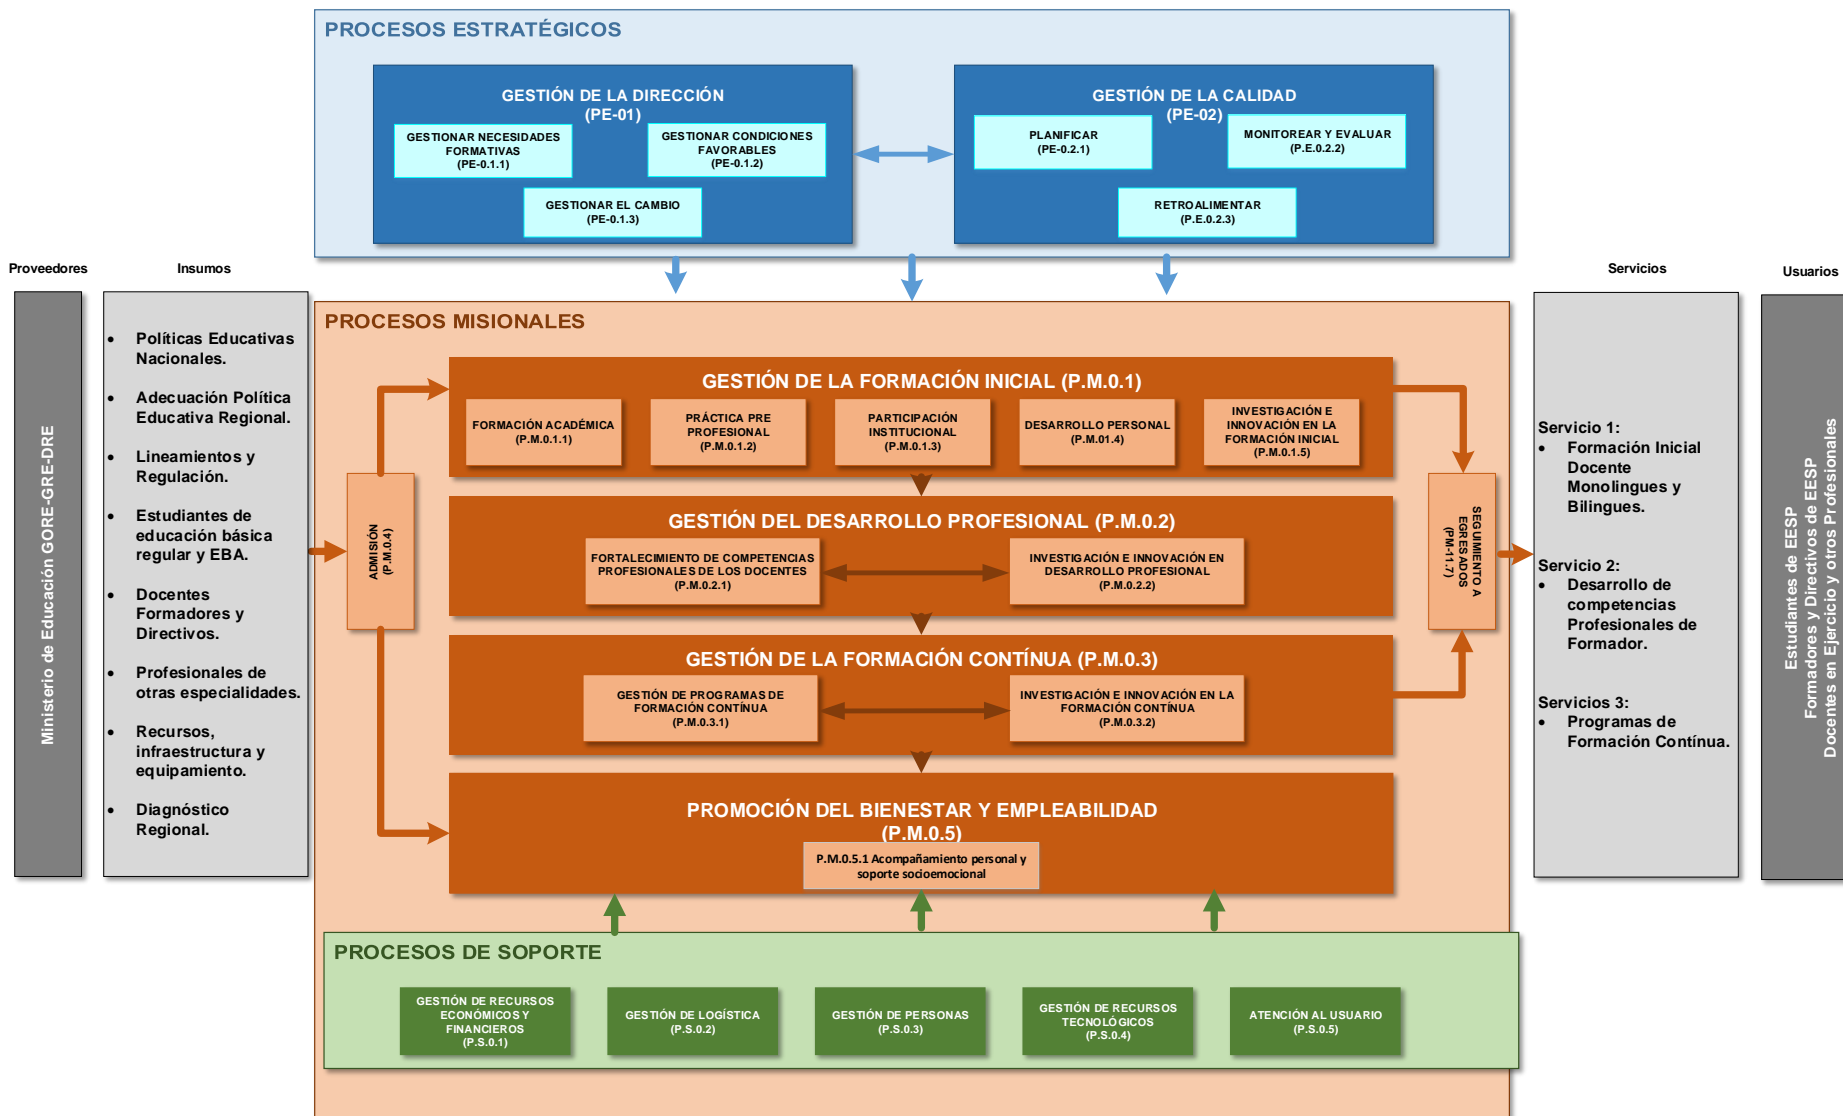 PROCESOS ESTRATÉGICOS
GESTIÓN DE LA DIRECCIÓN
(PE-01)
GESTIONAR NECESIDADES
FORMATIVAS
(PE-0.1.1)
GESTIONAR CONDICIONES
FAVORABLES
(PE-0.1.2)
GESTIONAR EL CAMBIO
(PE-0.1.3)
GESTIÓN DE LA CALIDAD
(PE-02)
PLANIFICAR
(PE-0.2.1)
MONITOREAR Y EVALUAR
(P.E.0.2.2)
RETROALIMENTAR
(P.E.0.2.3)
Proveedores
Ministerio de Educación GORE-GRE-DRE
Insumos
• Políticas Educativas
Nacionales.
• Adecuación Política
Educativa Regional.
• Lineamientos y
Regulación.
• Estudiantes de
educación básica
regular y EBA.
• Docentes
Formadores y
Directivos.
• Profesionales de
otras especialidades.
• Recursos,
infraestructura y
equipamiento.
• Diagnóstico
Regional.
PROCESOS MISIONALES
ADMISIÓN
(P.M.0.4)
GESTIÓN DE LA FORMACIÓN INICIAL (P.M.0.1)
FORMACIÓN ACADÉMICA
(P.M.0.1.1)
PRÁCTICA PRE
PROFESIONAL
(P.M.0.1.2)
PARTICIPACIÓN
INSTITUCIONAL
(P.M.0.1.3)
DESARROLLO PERSONAL
(P.M.01.4)
INVESTIGACIÓN E
INNOVACIÓN EN LA
FORMACIÓN INICIAL
(P.M.0.1.5)
GESTIÓN DEL DESARROLLO PROFESIONAL (P.M.0.2)
FORTALECIMIENTO DE COMPETENCIAS
PROFESIONALES DE LOS DOCENTES
(P.M.0.2.1)
INVESTIGACIÓN E INNOVACIÓN EN
DESARROLLO PROFESIONAL
(P.M.0.2.2)
GESTIÓN DE LA FORMACIÓN CONTÍNUA (P.M.0.3)
GESTIÓN DE PROGRAMAS DE
FORMACIÓN CONTÍNUA
(P.M.0.3.1)
INVESTIGACIÓN E INNOVACIÓN EN LA
FORMACIÓN CONTÍNUA
(P.M.0.3.2)
PROMOCIÓN DEL BIENESTAR Y EMPLEABILIDAD
(P.M.0.5)
P.M.0.5.1 Acompañamiento personal y
soporte socioemocional
SEGUIMIENTO A
EGRESADOS
(PM-11.7)
Servicios
Servicio 1:
• Formación Inicial
Docente
Monolingues y
Bilingues.
Servicio 2:
• Desarrollo de
competencias
Profesionales de
Formador.
Servicios 3:
• Programas de
Formación Contínua.
Usuarios
Estudiantes de EESP
Formadores y Directivos de EESP
Docentes en Ejercicio y otros Profesionales
PROCESOS DE SOPORTE
GESTIÓN DE RECURSOS
ECONÓMICOS Y
FINANCIEROS
(P.S.0.1)
GESTIÓN DE LOGÍSTICA
(P.S.0.2)
GESTIÓN DE PERSONAS
(P.S.0.3)
GESTIÓN DE RECURSOS
TECNOLÓGICOS
(P.S.0.4)
ATENCIÓN AL USUARIO
(P.S.0.5)